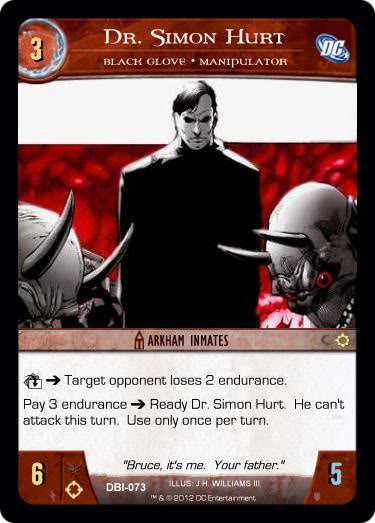 3
DR. SIMON HURT
DC
BLACK GLOVE • MANIPULATOR
ARKHAM INMATES
➔ Target opponent loses 2 endurance.
Pay 3 endurance ➔ Ready Dr. Simon Hurt. He can't
attack this turn. Use only once per turn.
"Bruce, it's me. Your father."
6
DBI-073
ILLUS: J.H. WILLIAMS III
5
™ & © 2012 DC Entertainment